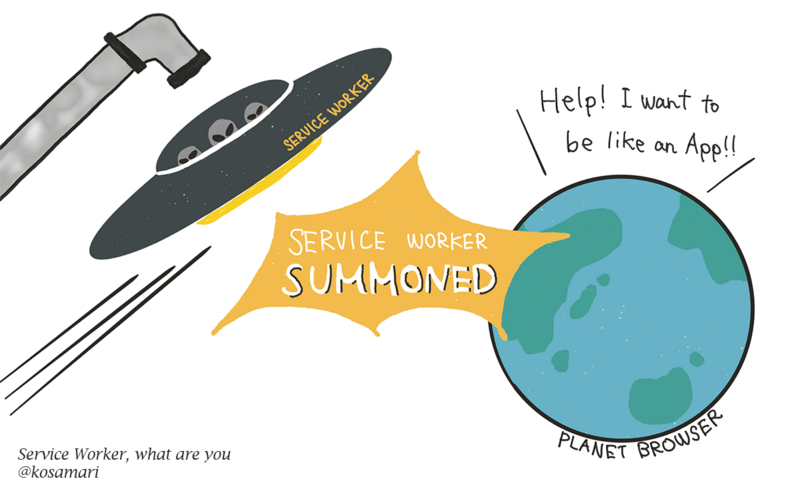 SERVICE WORKER
Help! I want to
be like an App!!
SERVICE WORKER
SUMMONED
PLANET BROWSER
Service Worker, what are you
@kosamari